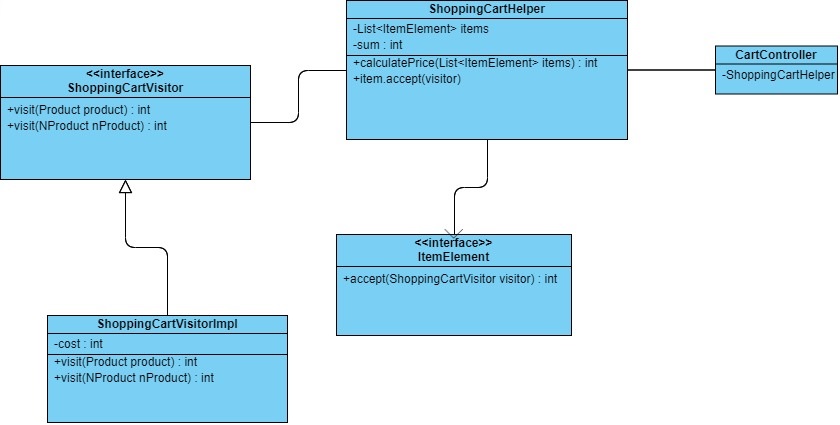 ShoppingCartHelper
-List<ItemElement> items
-sum : int
+calculatePrice(List<ItemElement> items) : int
+item.accept(visitor)
CartController
-ShoppingCartHelper
<<interface>>
ShoppingCartVisitor
+visit(Product product) : int
+visit(NProduct nProduct) : int
<<interface>>
ItemElement
+accept(ShoppingCartVisitor visitor) : int
ShoppingCartVisitorImpl
-cost : int
+visit(Product product) : int
+visit(NProduct nProduct) : int